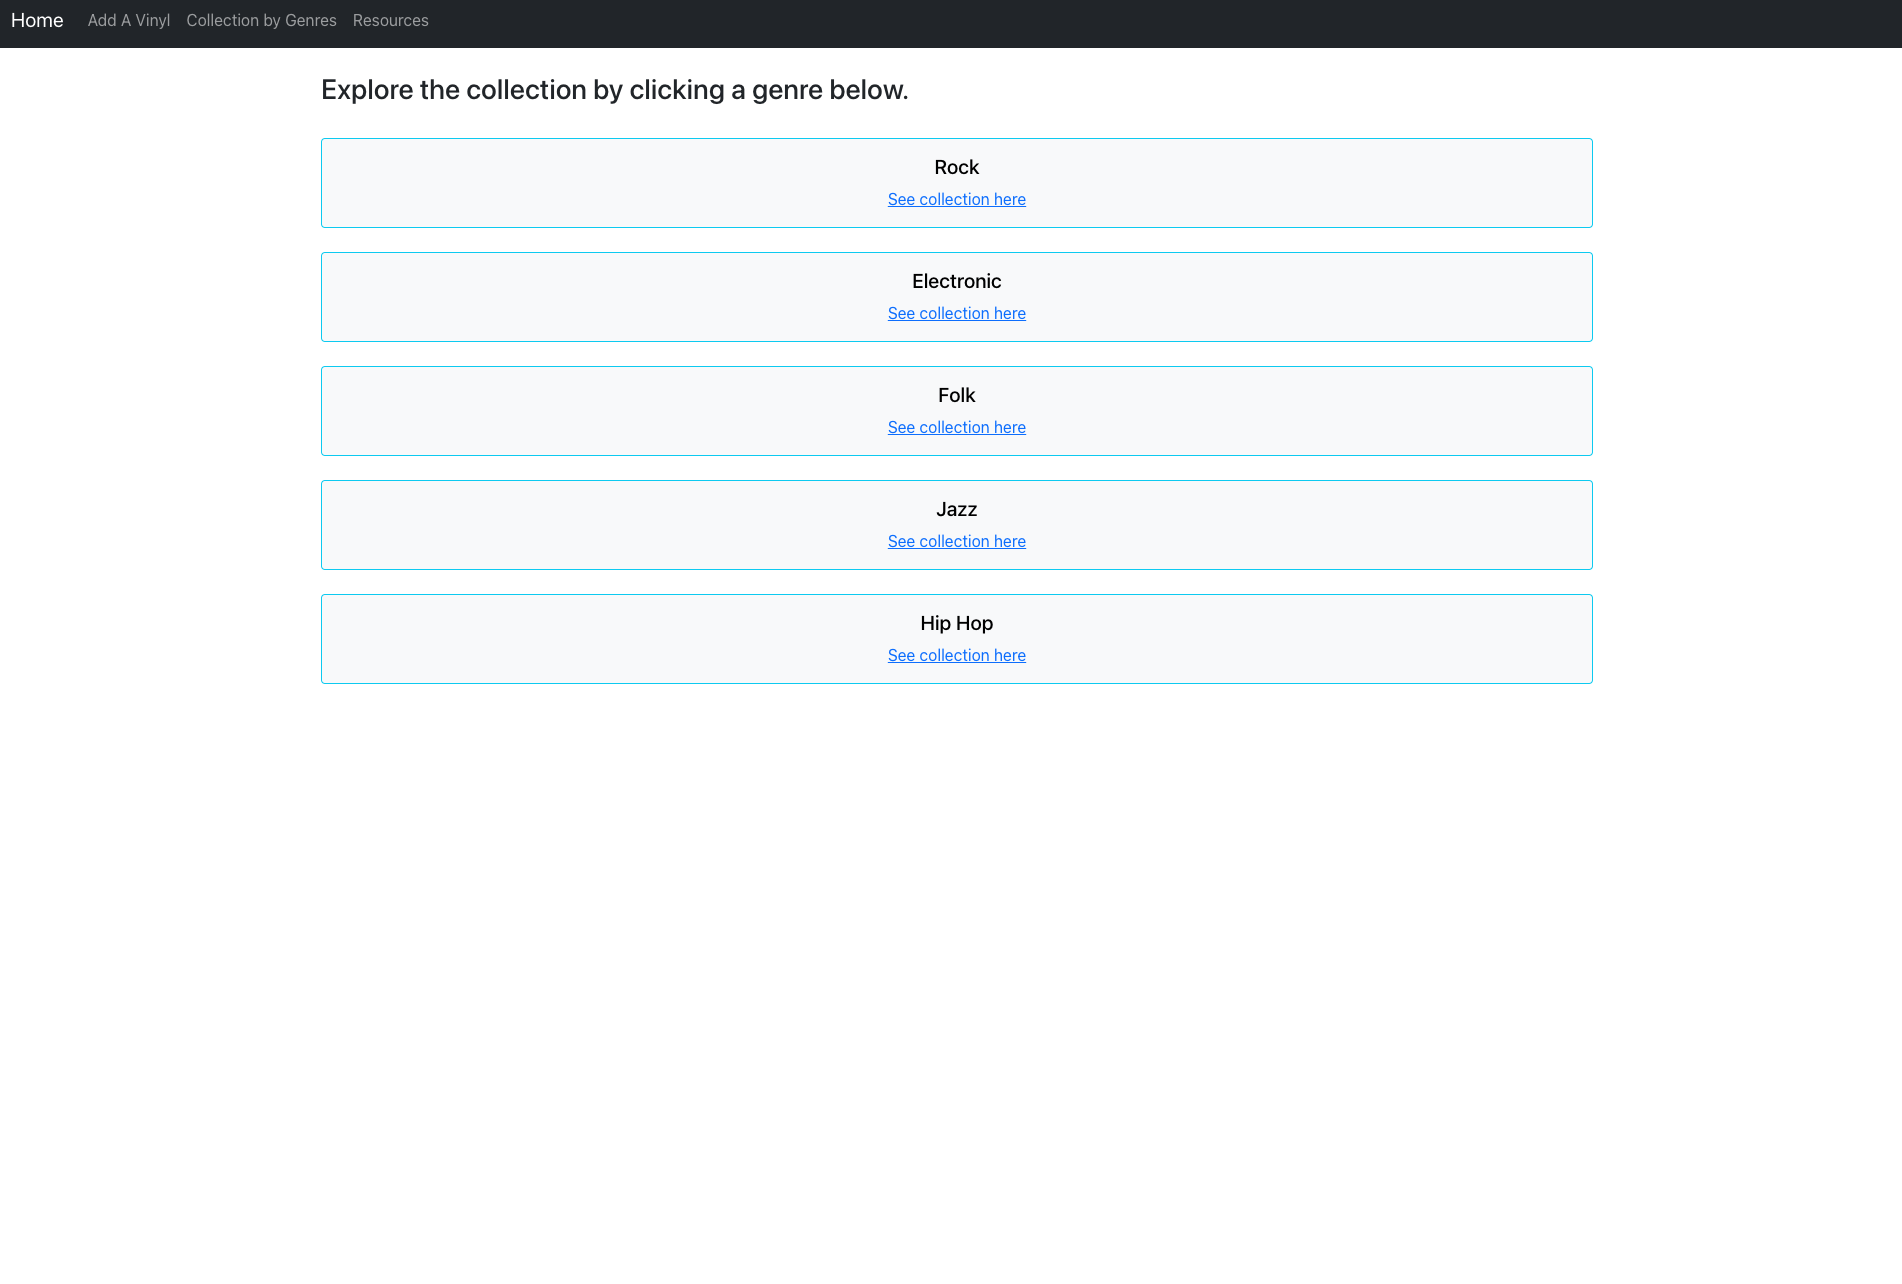 Home Add A Vinyl Collection by Genres Resources
Explore the collection by clicking a genre below.
Rock
See collection here
Electronic
See collection here
Folk
See collection here
Jazz
See collection here
Hip Hop
See collection here